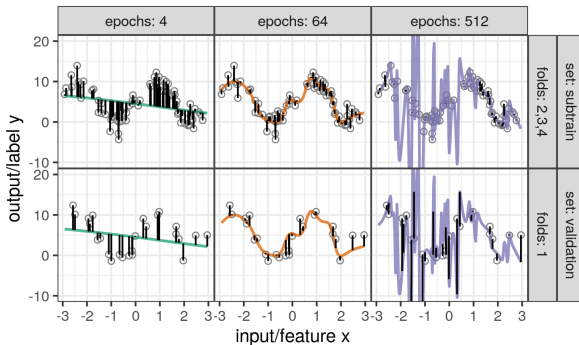 epochs: 4 epochs: 64 epochs: 512
output/label y
20
10
0
-10
set: subtrain
folds: 2,3,4
20
10
0
-10
set: validation
folds: 1
-3 -2 -1 0 1 2 3 -3 -2 -1 0 1 2 3 -3 -2 -1 0 1 2 3
input/feature x